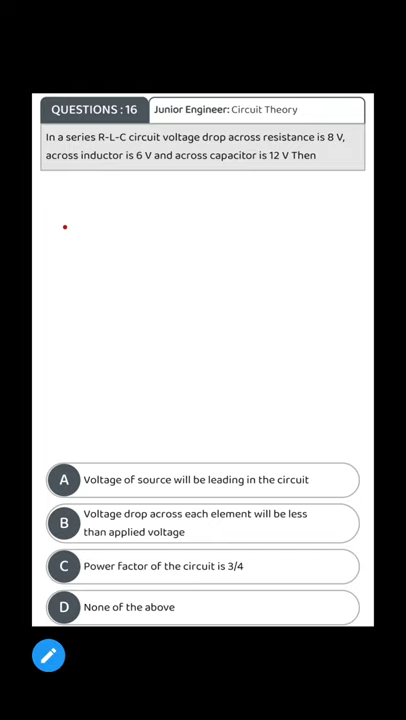 QUESTIONS : 16
Junior Engineer: Circuit Theory
In a series R-L-C circuit voltage drop across resistance is 8 V,
across inductor is 6 V and across capacitor is 12 V Then
A Voltage of source will be leading in the circuit
B Voltage drop across each element will be less
than applied voltage
C Power factor of the circuit is 3/4
D None of the above